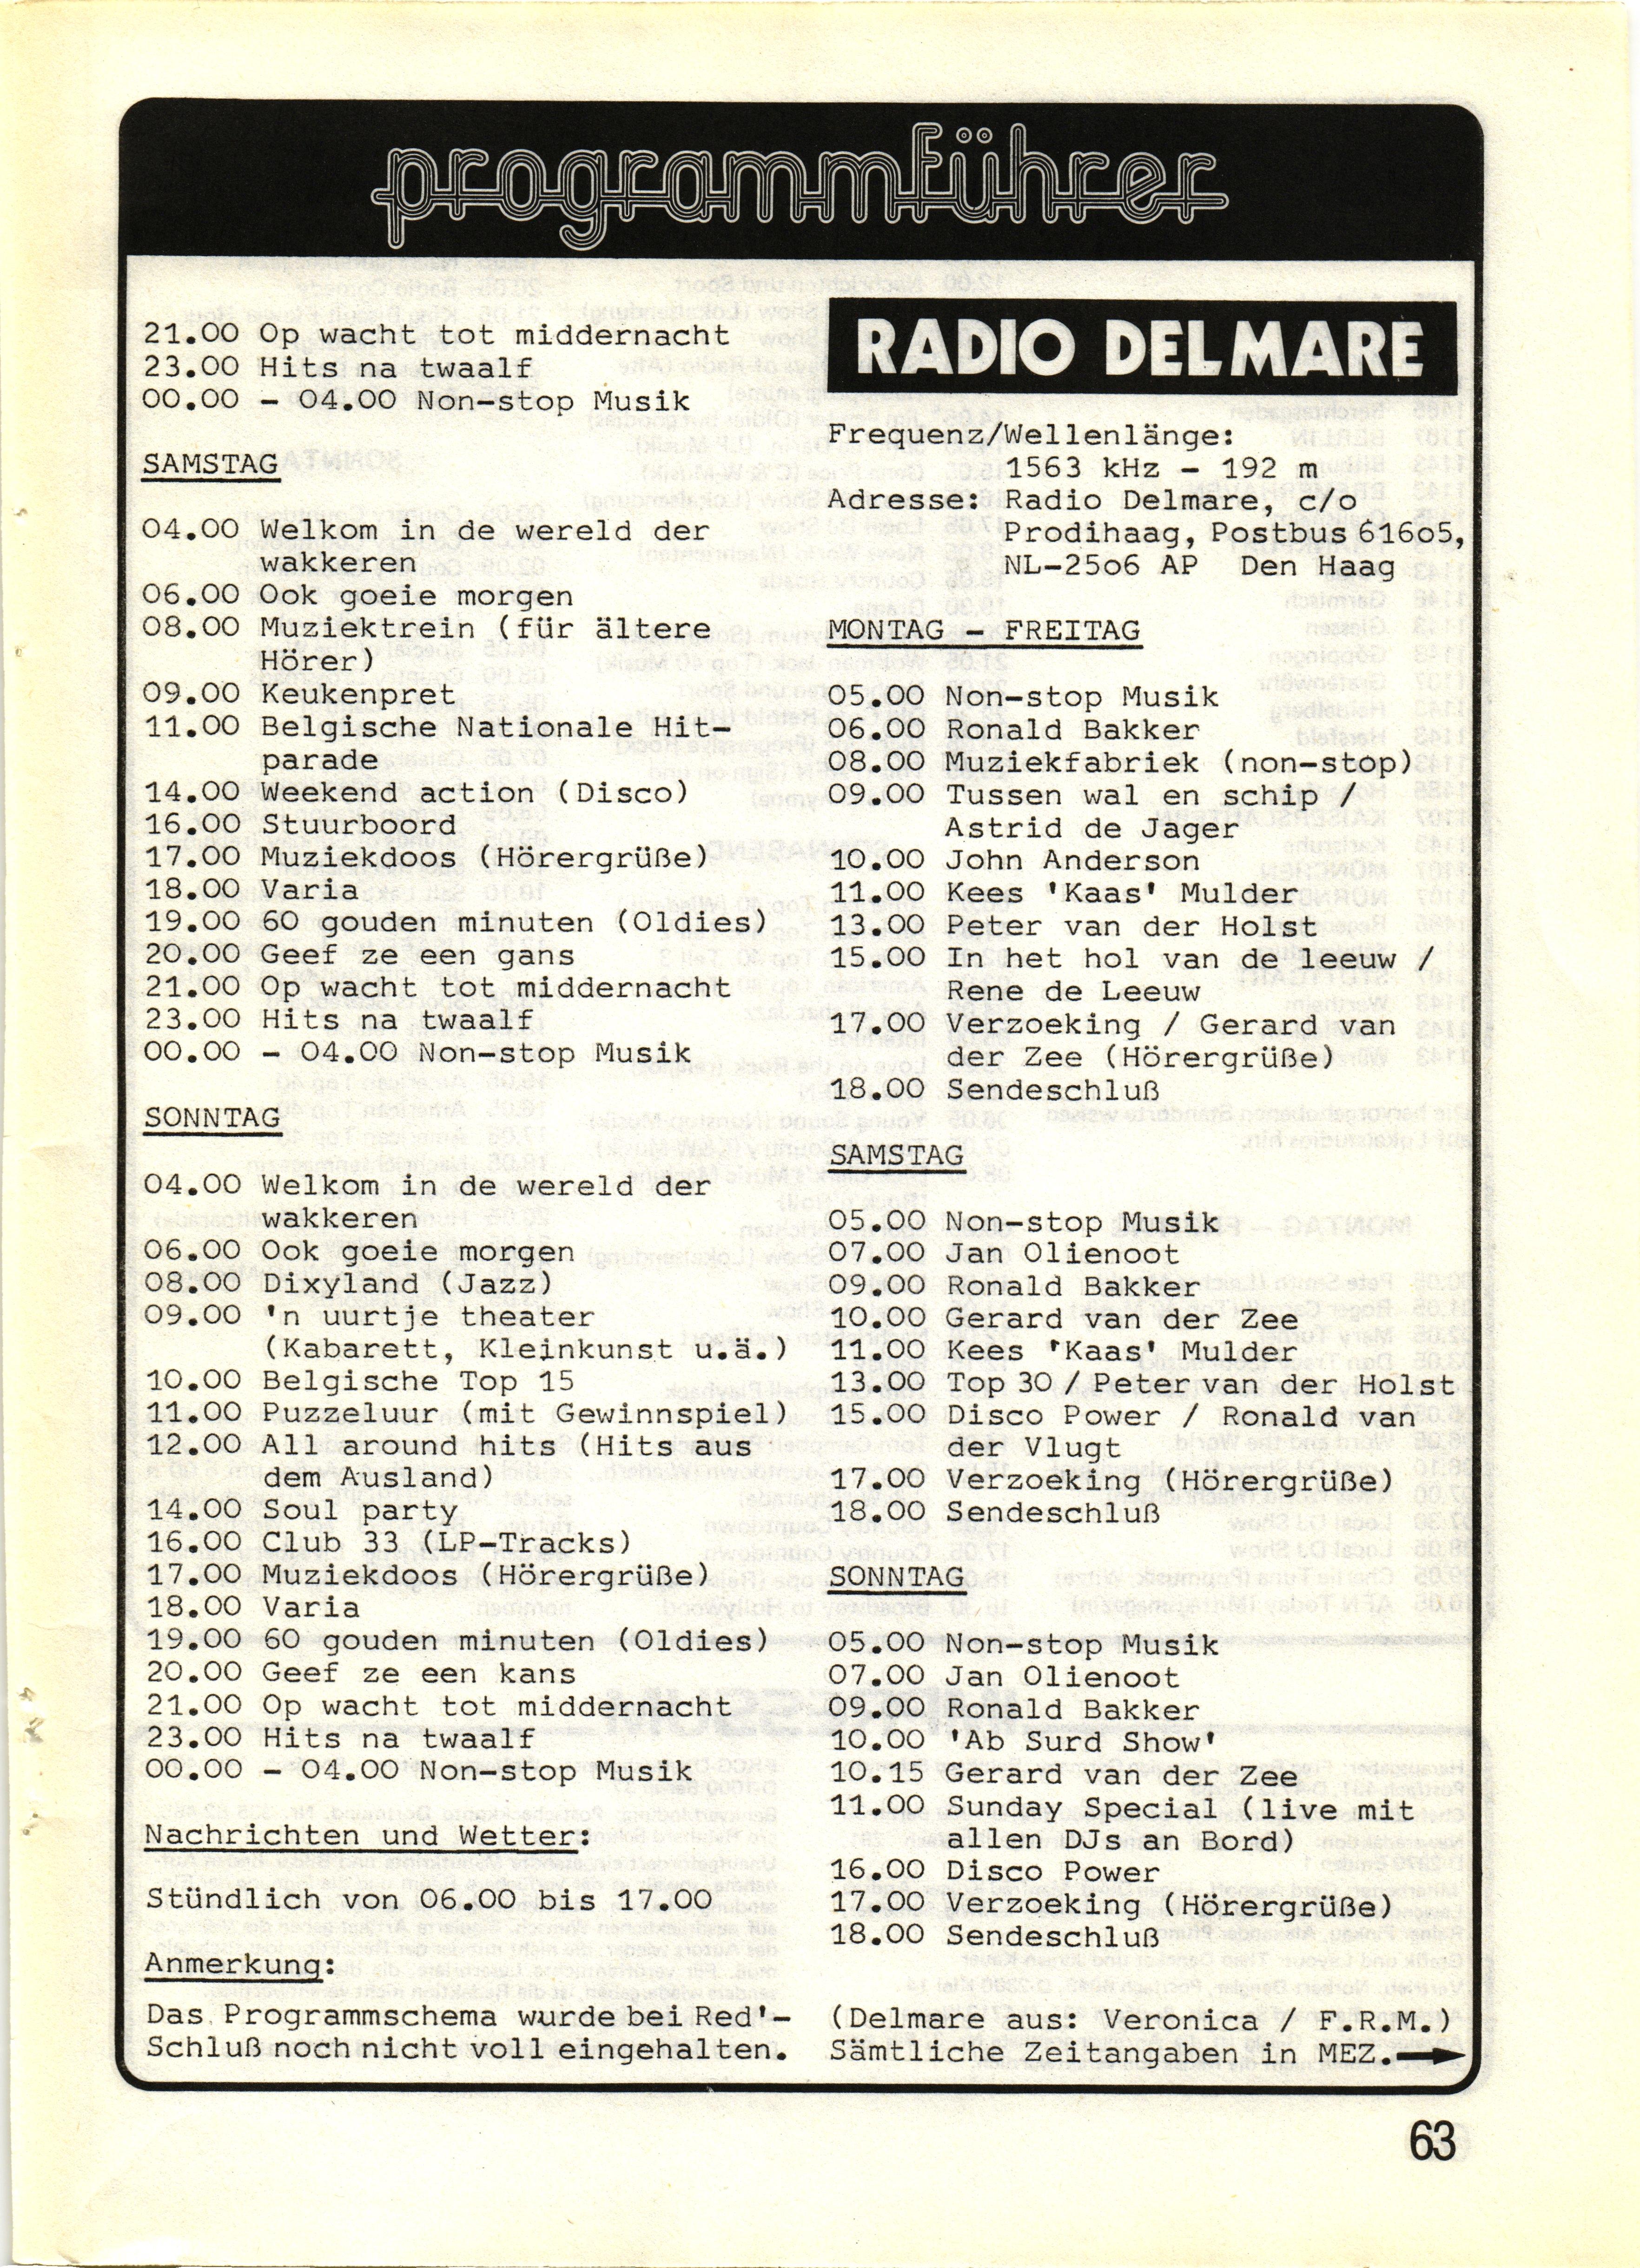 programmführer
21.00 Op wacht tot middernacht
23.00 Hits na twaalf
00.00 - 04.00 Non-stop Musik
SAMSTAG
04.00 Welkom in de wereld der
wakkeren
06.00 Ook goeie morgen
08.00 Muziektrein (für ältere
Hörer)
09.00 Keukenpret
11.00 Belgische Nationale Hit-
parade
14.00 Weekend action (Disco)
16.00 Stuurboord
17.00 Muziekdoos (Hörergrüße)
18.00 Varia
19.00 60 gouden minuten (Oldies)
20.00 Geef ze een gans
21.00 Op wacht tot middernacht
23.00 Hits na twaalf
00.00 - 04.00 Non-stop Musik
SONNTAG
04.00 Welkom in de wereld der
wakkeren
06.00 Ook goeie morgen
08.00 Dixyland (Jazz)
09.00 'n uurtje theater
(Kabarett, Kleinkunst u.ä.)
10.00 Belgische Top 15
11.00 Puzzeluur (mit Gewinnspiel)
12.00 All around hits (Hits aus
dem Ausland)
14.00 Soul party
16.00 Club 33 (LP-Tracks)
17.00 Muziekdoos (Hörergrüße)
18.00 Varia
19.00 60 gouden minuten (Oldies)
20.00 Geef ze een kans
21.00 Op wacht tot middernacht
23.00 Hits na twaalf
00.00 - 04.00 Non-stop Musik
Nachrichten und Wetter:
Stündlich von 06.00 bis 17.00
Anmerkung:
Das Programmschema wurde bei Red'-
Schluß noch nicht voll eingehalten.
RADIO DELMARE
Frequenz/Wellenlänge:
1563 kHz - 192 m
Adresse: Radio Delmare, c/o
Prodihaag, Postbus 616o5,
NL-25o6 AP Den Haag
MONTAG - FREITAG
05.00 Non-stop Musik
06.00 Ronald Bakker
08.00 Muziekfabriek (non-stop)
09.00 Tussen wal en schip /
Astrid de Jager
10.00 John Anderson
11.00 Kees 'Kaas' Mulder
13.00 Peter van der Holst
15.00 In het hol van de leeuw /
Rene de Leeuw
17.00 Verzoeking / Gerard van
der Zee (Hörergrüße)
18.00 Sendeschluß
SAMSTAG
05.00 Non-stop Musik
07.00 Jan Olienoot
09.00 Ronald Bakker
10.00 Gerard van der Zee
11.00 Kees 'Kaas' Mulder
13.00 Top 30 / Peter van der Holst
15.00 Disco Power / Ronald van
der Vlugt
17.00 Verzoeking (Hörergrüße)
18.00 Sendeschluß
SONNTAG
05.00 Non-stop Musik
07.00 Jan Olienoot
09.00 Ronald Bakker
10.00 'Ab Surd Show'
10.15 Gerard van der Zee
11.00 Sunday Special (live mit
allen DJs an Bord)
16.00 Disco Power
17.00 Verzoeking (Hörergrüße)
18.00 Sendeschluß
(Delmare aus: Veronica / F.R.M.)
Sämtliche Zeitangaben in MEZ.
63